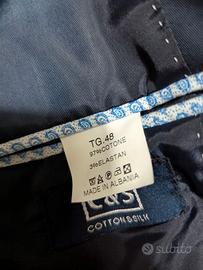 TG.48
97%COTONE
3%ELASTAN
MADE IN ALBANIA
C&S
COTTON&SILK
subito